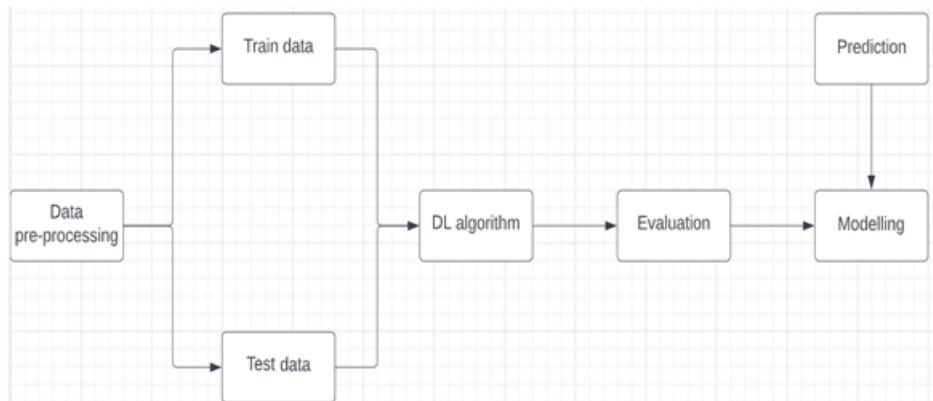 Train data
Prediction
Data
pre-processing
DL algorithm
Evaluation
Modelling
Test data